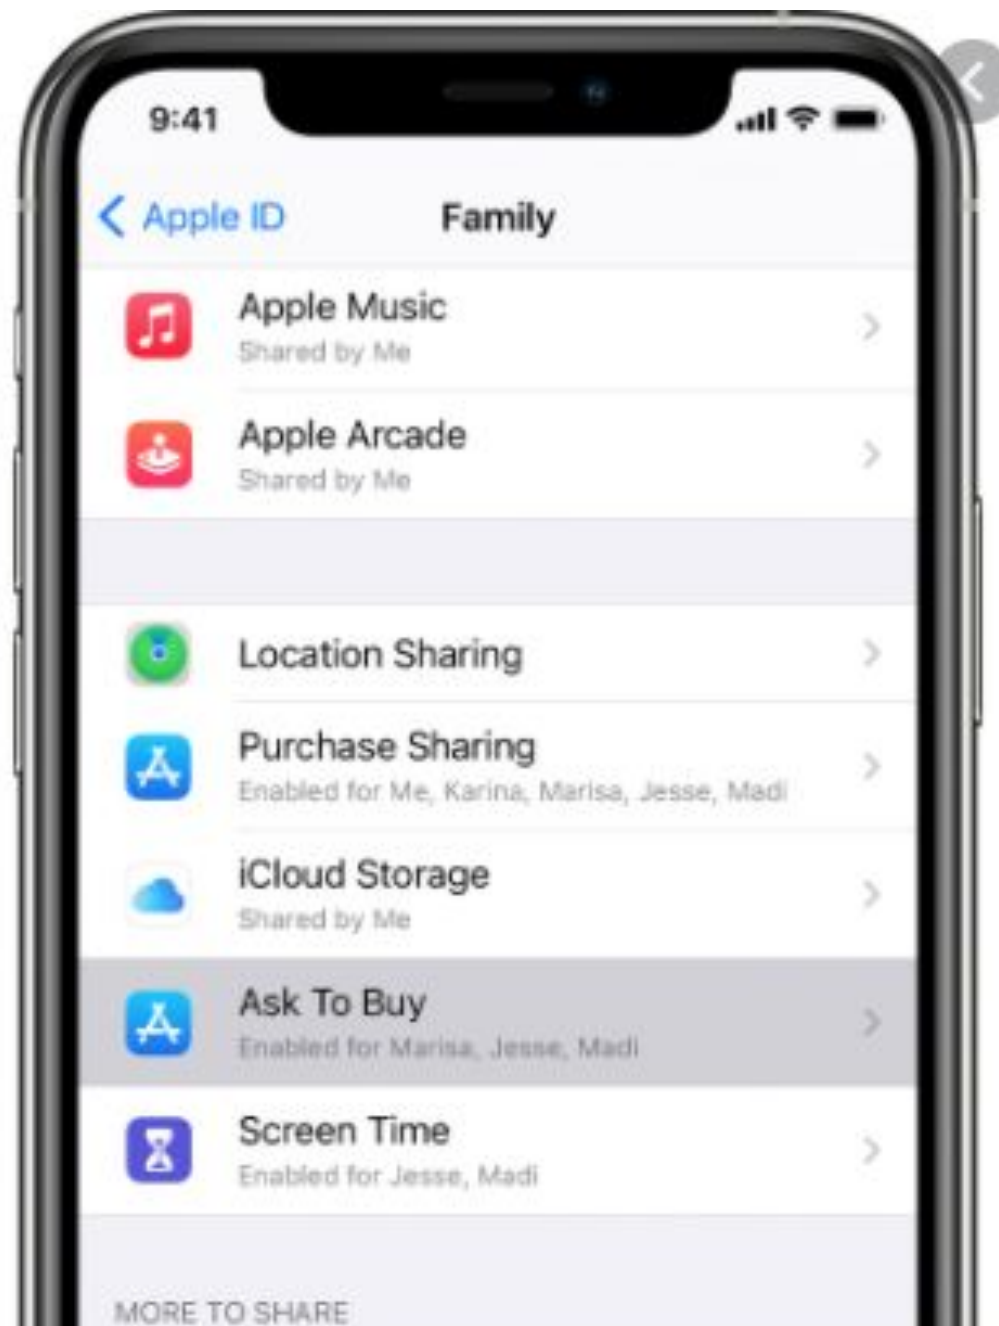 9:41
Apple ID
Family
Apple Music
Shared by Me
Apple Arcade
Shared by Me
Location Sharing
Purchase Sharing
Enabled for Me, Karina, Marisa, Jesse, Madi
iCloud Storage
Shared by Me
Ask To Buy
Enabled for Marisa, Jesse, Madi
Screen Time
Enabled for Jesse, Madi
MORE TO SHARE